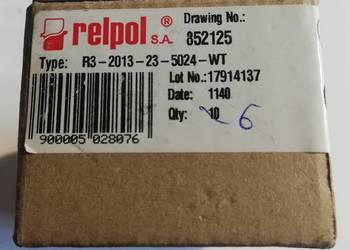 relpol® S.A.
Drawing No.:
852125
Type: R3-2013-23-5024-WT
Lot No.:17914137
Date: 1140
Qty: 10 6
900005 028076